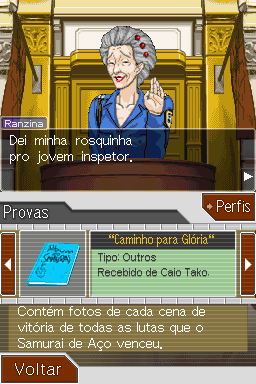 Ranzina
Dei minha rosquinha
pro jovem inspetor.
Provas
Perfis
“Caminho para Glória“
Tipo: Outros
Recebido de Caio Tako.
Contém fotos de cada cena de
vitória de todas as lutas que o
Samurai de Aço venceu.
Voltar